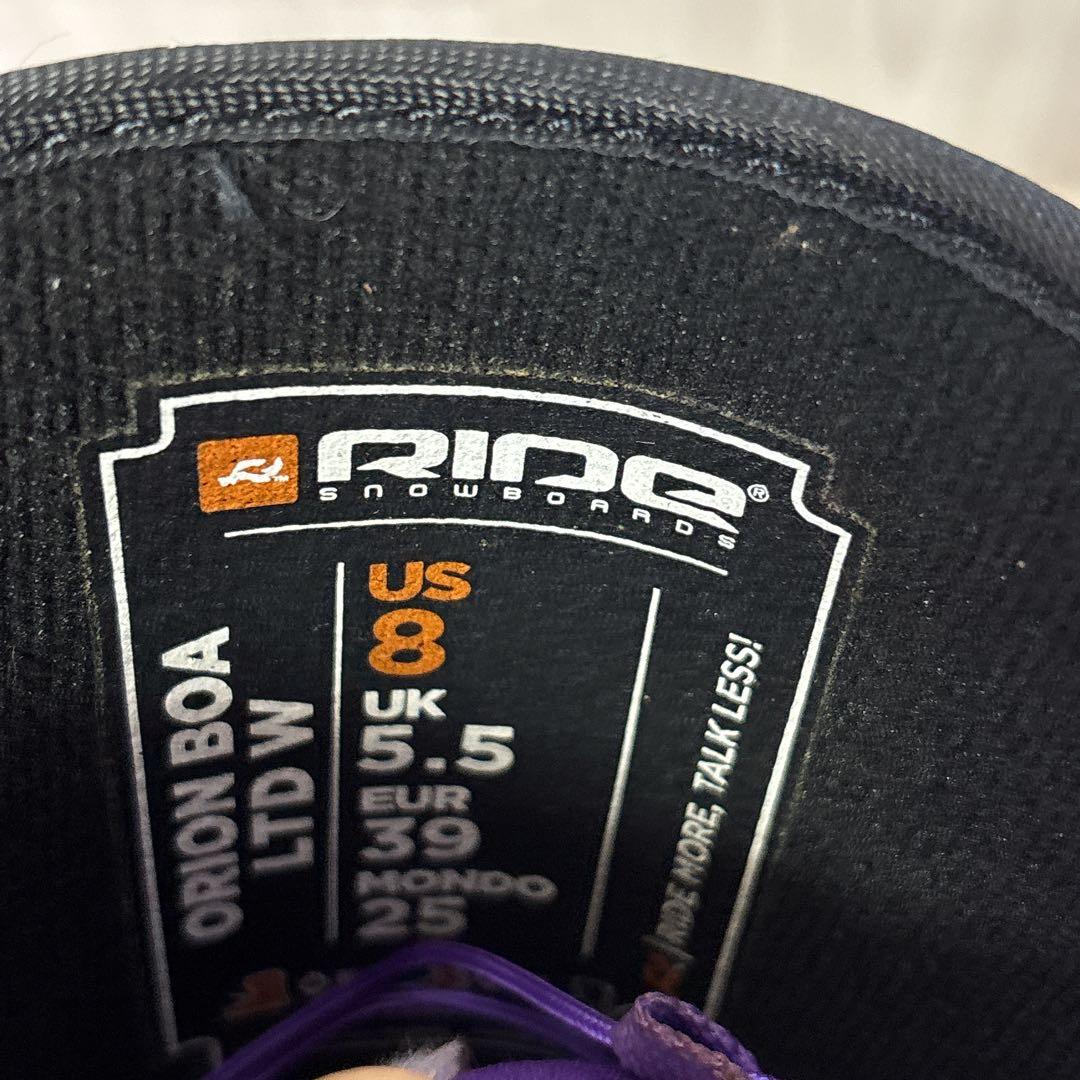 RIDE®
SNOWBOARDS
ORION BOA
LTD W
US
8
UK
5.5
EUR
39
MONDO
25
/RIDE MORE, TALK LESS!